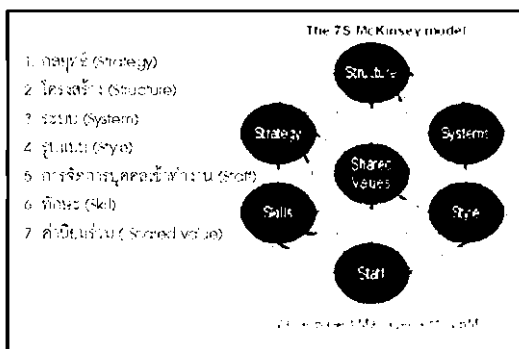 The 7S McKinsey model
1. กลยุทธ์ (Strategy)
2 โครงสร้าง (Structure)
3 ระบบ (System)
4 รูปแบบ (Style)
5 การจัดการบุคคลเข้าทำงาน (Staff)
6 ทักษะ (Skill)
7 ค่านิยมร่วม ( Shared value)
Structure
Strategy
Systems
Shared
Values
Skills
Style
Staff